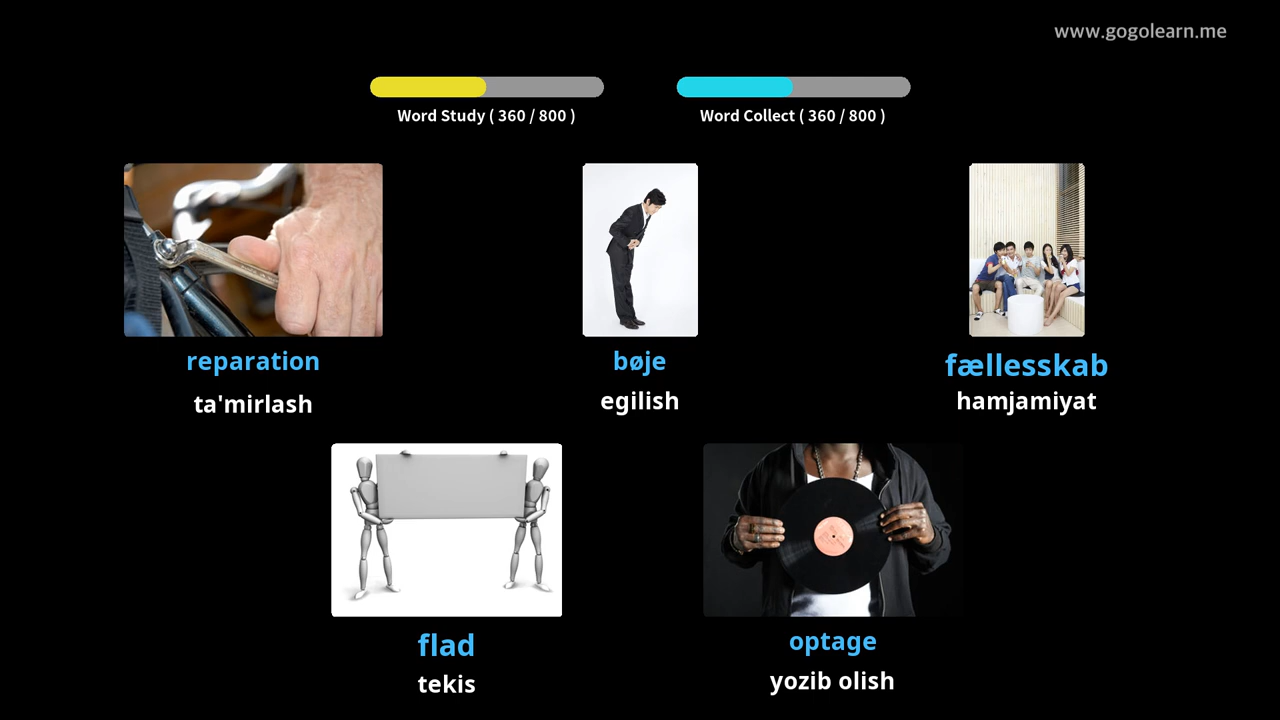 www.gogolearn.me
Word Study ( 360 / 800 )
Word Collect ( 360 / 800 )
reparation
ta'mirlash
bøje
egilish
fællesskab
hamjamiyat
flad
tekis
optage
yozib olish